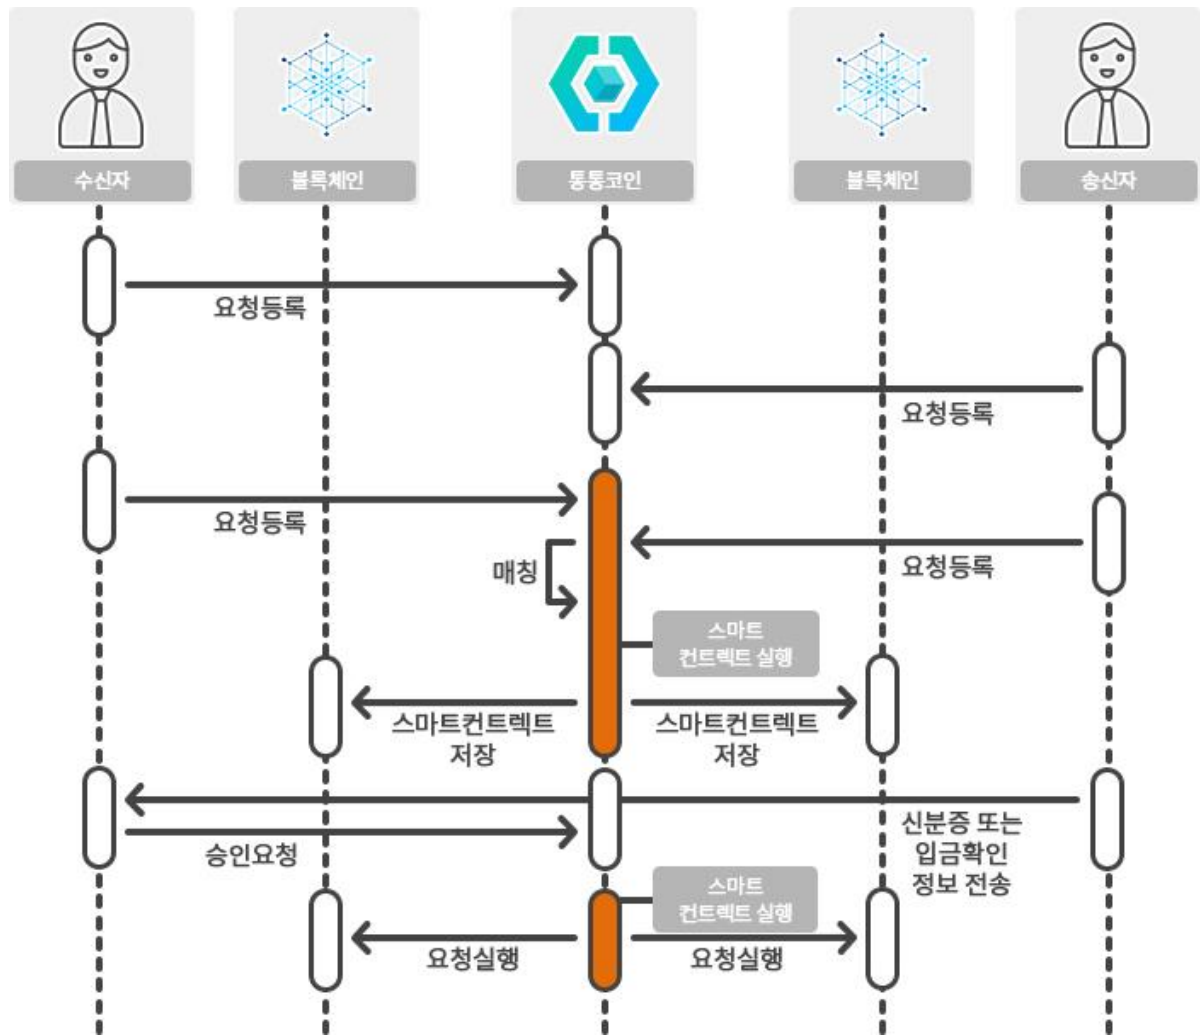 수신자
블록체인
통통코인
블록체인
송신자
요청등록
요청등록
요청등록
요청등록
매칭
스마트
컨트렉트 실행
스마트컨트렉트
저장
스마트컨트렉트
저장
신분증 또는
입금확인
정보 전송
승인요청
스마트
컨트렉트 실행
요청실행
요청실행